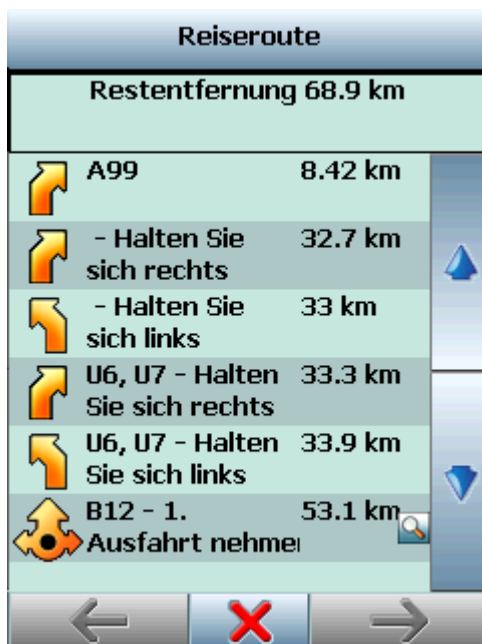 Reiseroute
Restentfernung 68.9 km
A99 8.42 km
- Halten Sie 32.7 km
sich rechts
- Halten Sie 33 km
sich links
U6, U7 - Halten 33.3 km
Sie sich rechts
U6, U7 - Halten 33.9 km
Sie sich links
B12 - 1. 53.1 km
Ausfahrt nehme